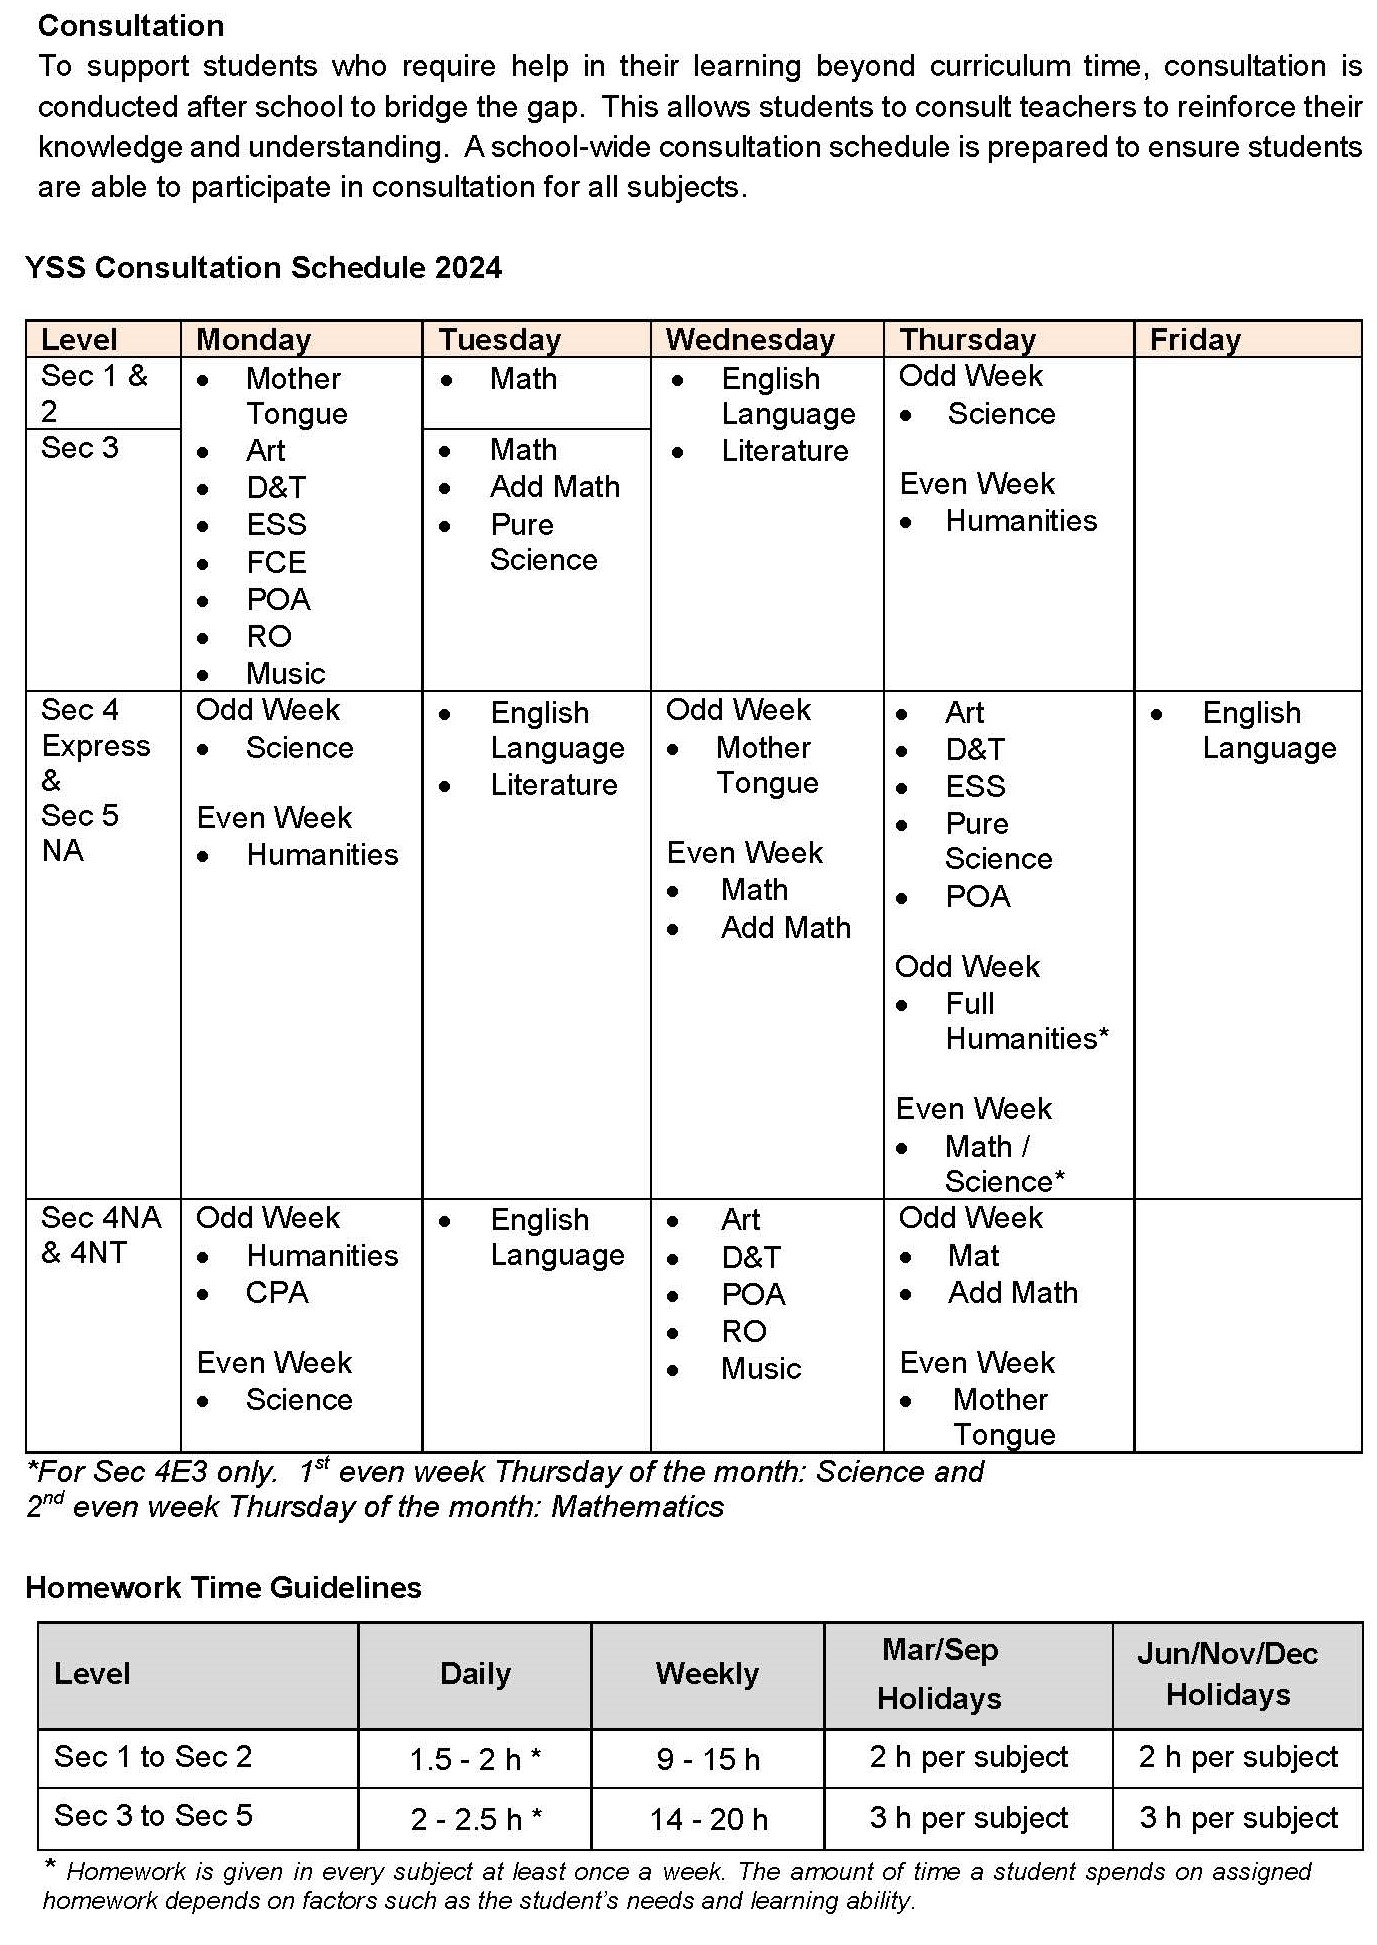 Consultation
To support students who require help in their learning beyond curriculum time, consultation is
conducted after school to bridge the gap. This allows students to consult teachers to reinforce their
knowledge and understanding. A school-wide consultation schedule is prepared to ensure students
are able to participate in consultation for all subjects.
YSS Consultation Schedule 2024
Level Monday Tuesday Wednesday Thursday Friday
Sec 1 &
2
Sec 3
• Mother
Tongue
• Art
• D&T
• ESS
• FCE
• POA
• RO
• Music
• Math
• Math
• Add Math
• Pure
Science
• English
Language
• Literature
Odd Week
• Science
Even Week
• Humanities
Sec 4
Express
&
Sec 5
NA
Odd Week
• Science
Even Week
• Humanities
• English
Language
• Literature
Odd Week
• Mother
Tongue
Even Week
• Math
• Add Math
• Art
• D&T
• ESS
• Pure
Science
• POA
Odd Week
• Full
Humanities*
Even Week
• Math /
Science*
• English
Language
Sec 4NA
& 4NT
Odd Week
• Humanities
• CPA
Even Week
• Science
• English
Language
• Art
• D&T
• POA
• RO
• Music
Odd Week
• Mat
• Add Math
Even Week
• Mother
Tongue
*For Sec 4E3 only. 1st even week Thursday of the month: Science and
2nd even week Thursday of the month: Mathematics
Homework Time Guidelines
Level Daily Weekly Mar/Sep Holidays Jun/Nov/Dec Holidays
Sec 1 to Sec 2 1.5 - 2 h * 9 - 15 h 2 h per subject 2 h per subject
Sec 3 to Sec 5 2 - 2.5 h * 14 - 20 h 3 h per subject 3 h per subject
* Homework is given in every subject at least once a week. The amount of time a student spends on assigned
homework depends on factors such as the student's needs and learning ability.